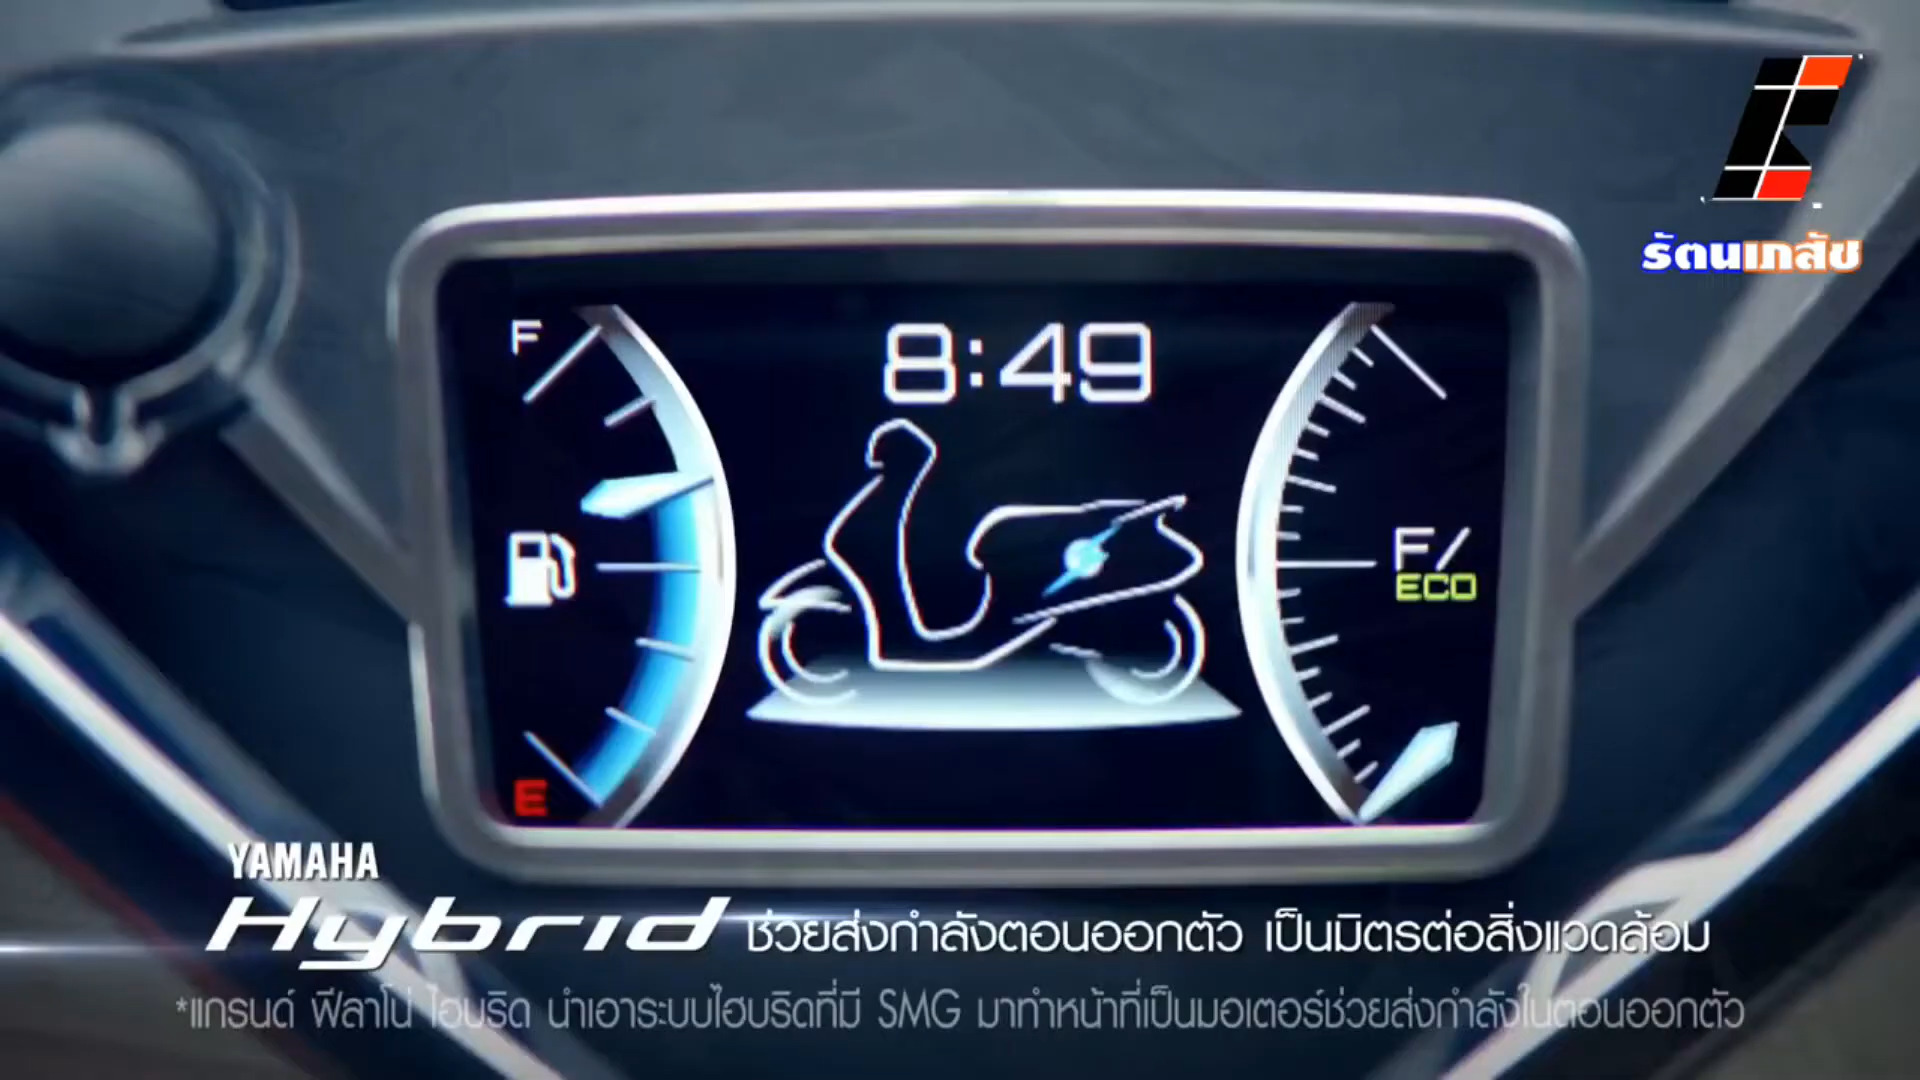 รัตนเภสัช
F
8:49
F/
ECO
E
YAMAHA
Hybrid ช่วยส่งกำลังตอนออกตัว เป็นมิตรต่อสิ่งแวดล้อม
*แกรนด์ ฟีลาโน่ ไฮบริด นำเอาระบบไฮบริดที่มี SMG มาทำหน้าที่เป็นมอเตอร์ช่วยส่งกำลังในตอนออกตัว